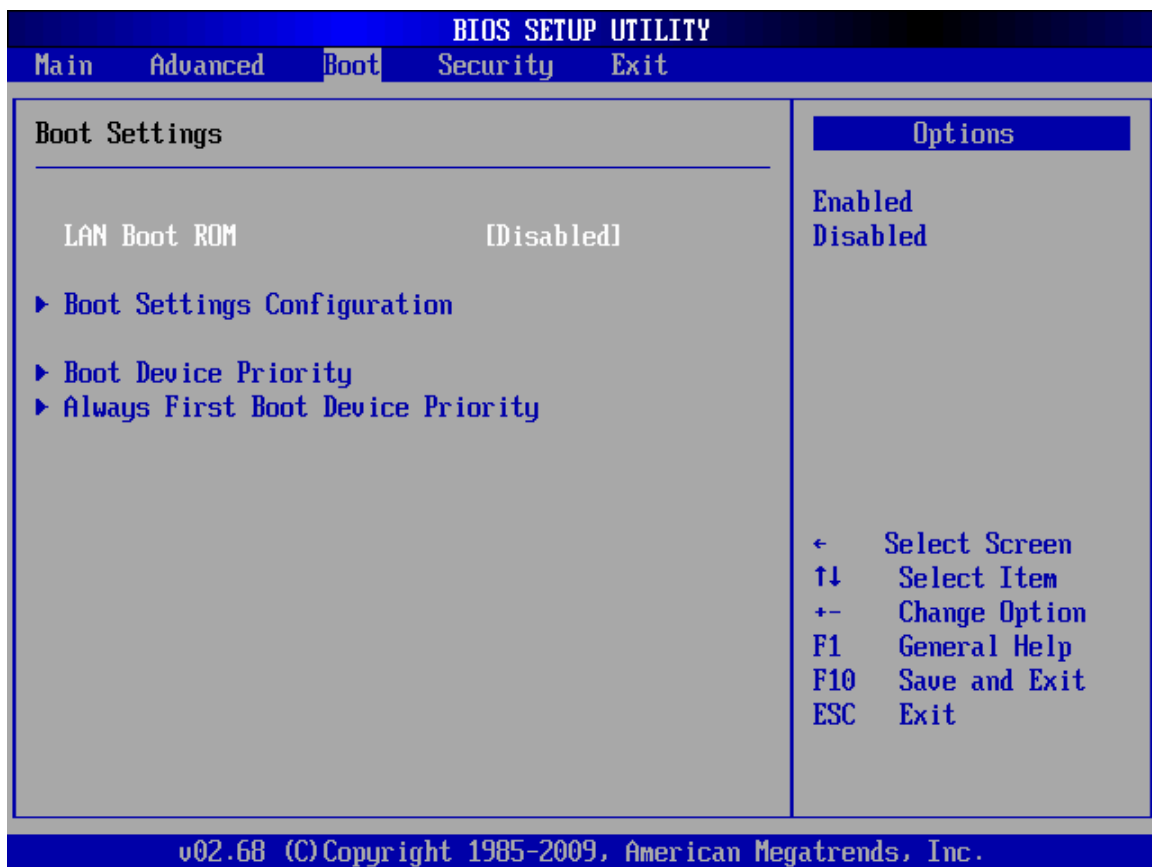 BIOS SETUP UTILITY
Main Advanced Boot Security Exit
Boot Settings
LAN Boot ROM [Disabled]
▶ Boot Settings Configuration
▶ Boot Device Priority
▶ Always First Boot Device Priority
Options
Enabled
Disabled
← Select Screen
↑↓ Select Item
+- Change Option
F1 General Help
F10 Save and Exit
ESC Exit
v02.68 (C)Copyright 1985-2009, American Megatrends, Inc.